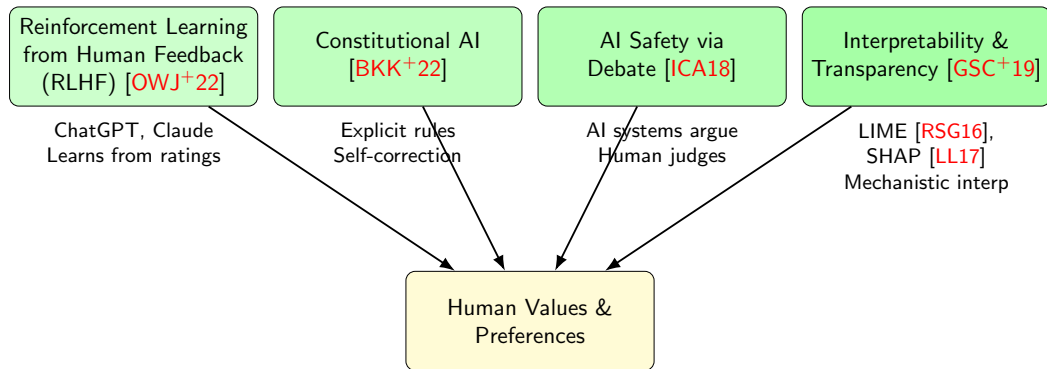 Reinforcement Learning
from Human Feedback
(RLHF) [OWJ+22]
ChatGPT, Claude
Learns from ratings
Constitutional AI
[BKK+22]
Explicit rules
Self-correction
AI Safety via
Debate [ICA18]
AI systems argue
Human judges
Interpretability &
Transparency [GSC+19]
LIME [RSG16],
SHAP [LL17]
Mechanistic interp
Human Values &
Preferences